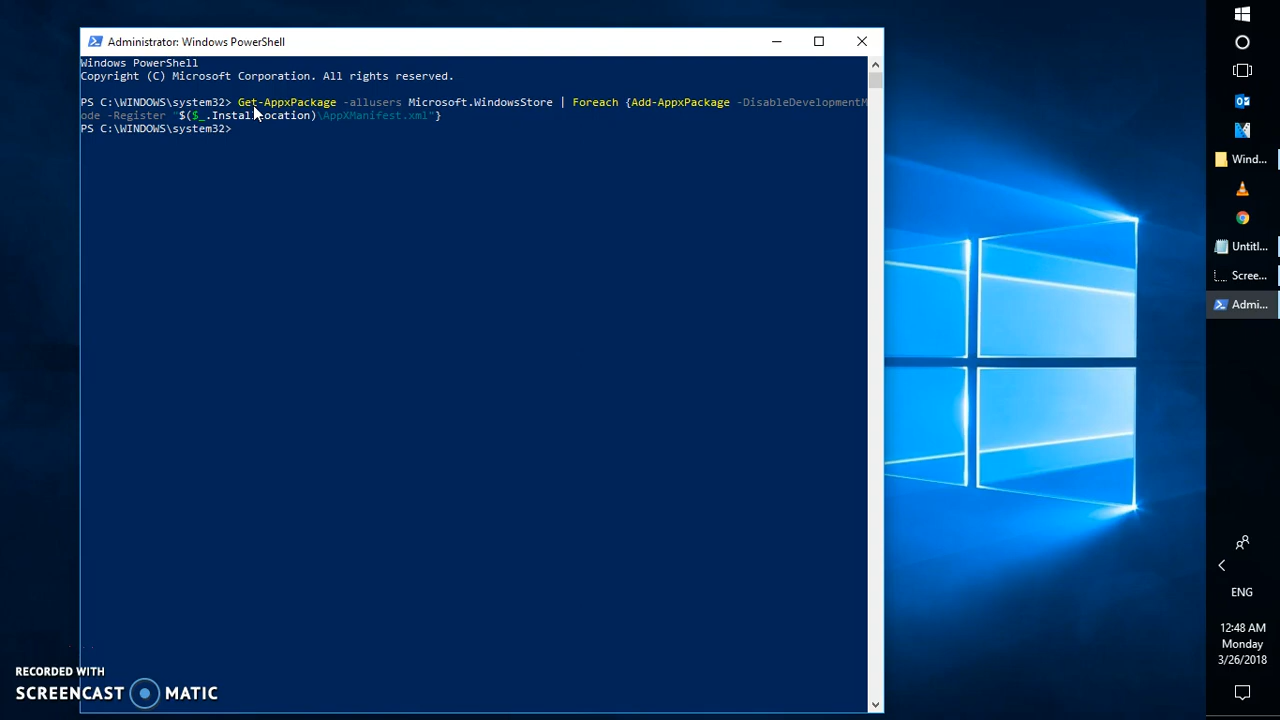 Administrator: Windows PowerShell
Windows PowerShell
Copyright (C) Microsoft Corporation. All rights reserved.
PS C:\WINDOWS\system32> Get-AppxPackage -allusers Microsoft.WindowsStore | Foreach {Add-AppxPackage -DisableDevelopmentM
ode -Register "$($_.InstallLocation)\AppXManifest.xml"}
PS C:\WINDOWS\system32>
Wind...
Untitl...
Scree...
Admi...
ENG
12:48 AM
Monday
3/26/2018
RECORDED WITH
SCREENCAST MATIC